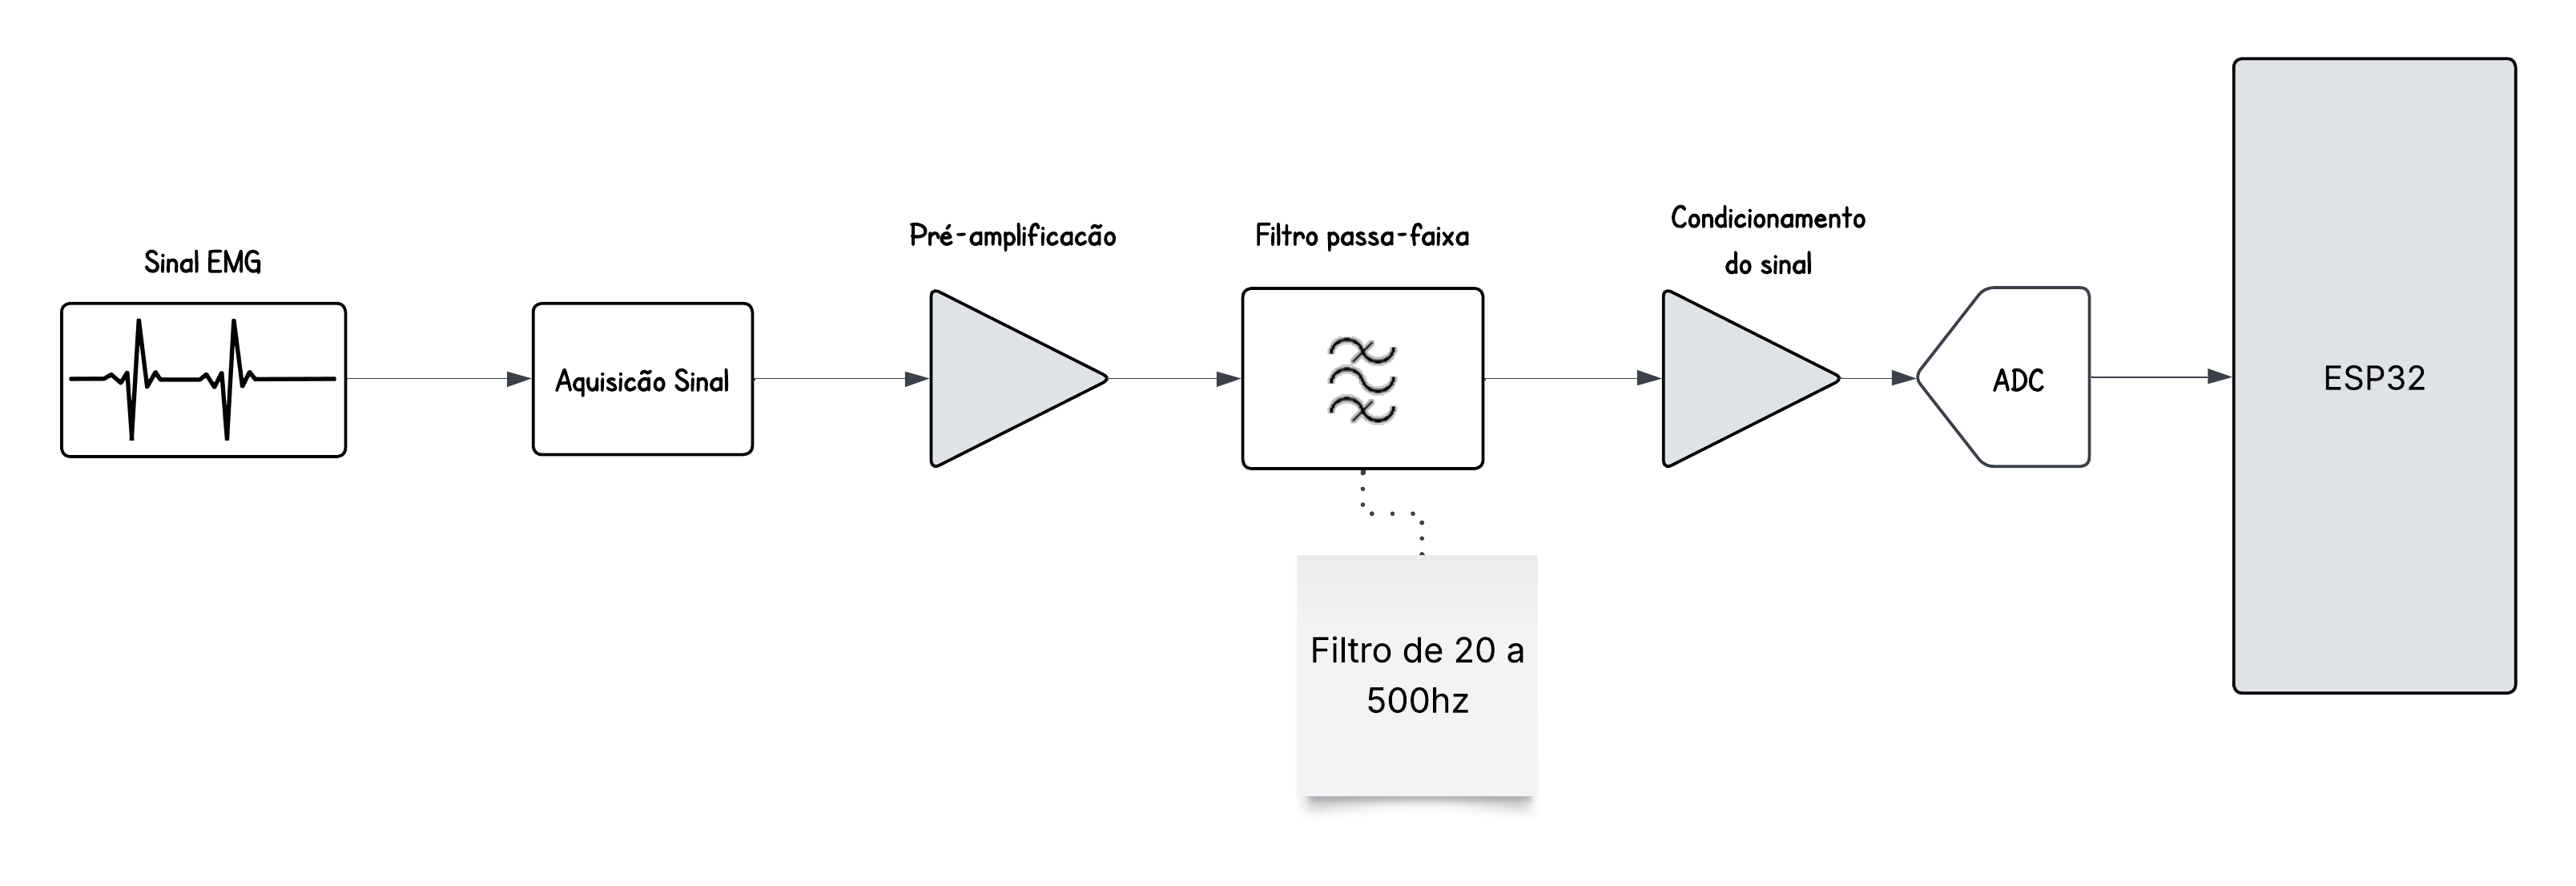 Sinal EMG
Aquisicão Sinal
Pré-amplificacão
Filtro passa-faixa
Filtro de 20 a
500hz
Condicionamento
do sinal
ADC
ESP32